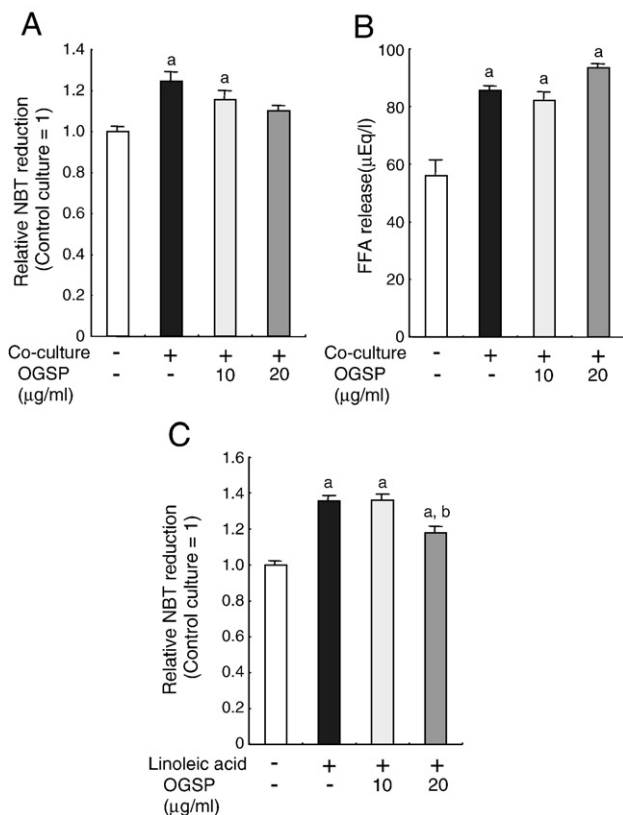 A
Relative NBT reduction
(Control culture = 1)
1.4
1.2
1.0
1.2
0.6
0.4
0.2
0
a
a
Co-culture - + + +
OGSP - - 10 20
(μg/ml)
B
FFA release(μEq/l)
100
80
60
40
20
0
a
a
a
Co-culture - + + +
OGSP - - 10 20
(μg/ml)
C
Relative NBT reduction
(Control culture = 1)
1.6
1.4
1.2
1.0
0.8
0.6
0.4
0.2
0
a
a
a, b
Linoleic acid - + + +
OGSP - - 10 20
(μg/ml)